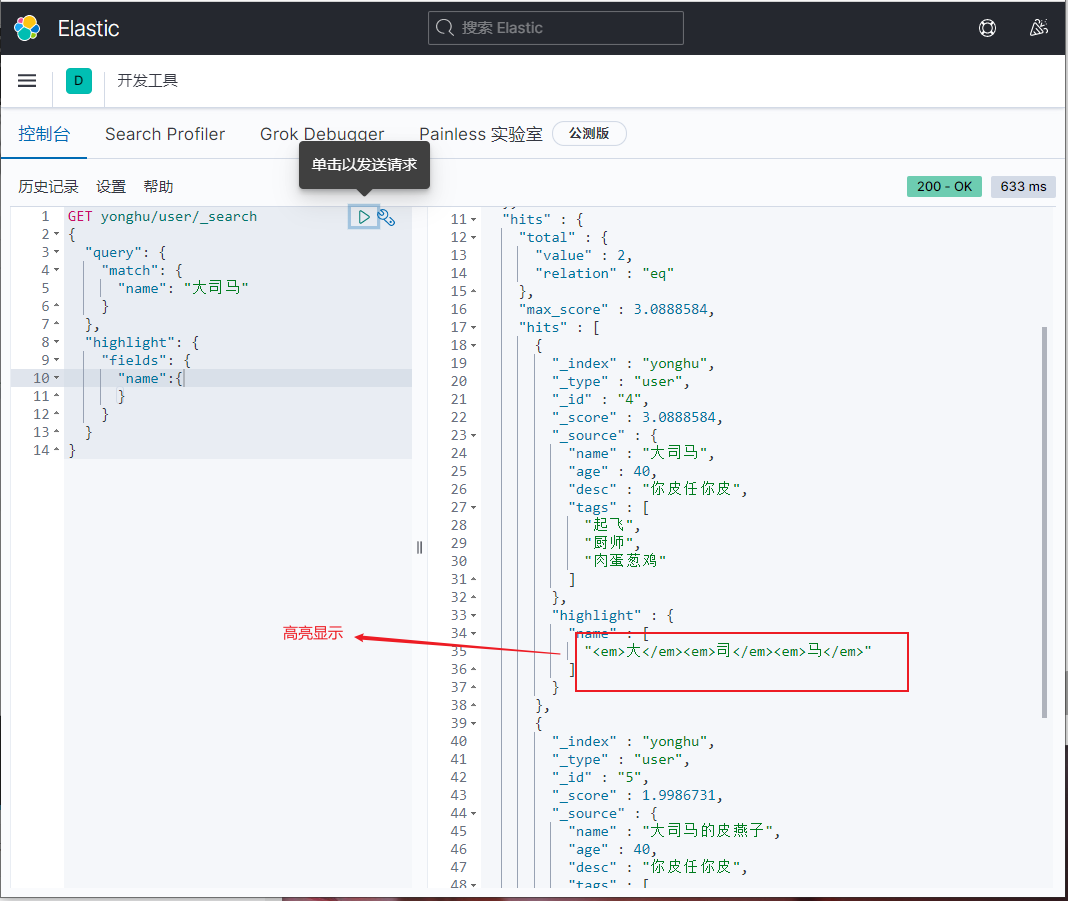 Elastic
搜索 Elastic
D
开发工具
控制台
Search Profiler
Grok Debugger
Painless 实验室
公测版
单击以发送请求
历史记录
设置
帮助
200 - OK
633 ms
1 GET yonghu/user/_search
2 {
3 "query": {
4 "match": {
5 "name": "大司马"
6 }
7 },
8 "highlight": {
9 "fields": {
10 "name":{
11 }
12 }
13 }
14 }
11 "hits" : {
12 "total" : {
13 "value" : 2,
14 "relation" : "eq"
15 },
16 "max_score" : 3.0888584,
17 "hits" : [
18 {
19 "_index" : "yonghu",
20 "_type" : "user",
21 "_id" : "4",
22 "_score" : 3.0888584,
23 "_source" : {
24 "name" : "大司马",
25 "age" : 40,
26 "desc" : "你皮任你皮",
27 "tags" : [
28 "起飞",
29 "厨师",
30 "肉蛋葱鸡"
31 ]
32 },
33 "highlight" : {
34 "name" : [
35 "<em>大</em><em>司</em><em>马</em>"
36 ]
37 }
38 },
39 {
40 "_index" : "yonghu",
41 "_type" : "user",
42 "_id" : "5",
43 "_score" : 1.9986731,
44 "_source" : {
45 "name" : "大司马的皮燕子",
46 "age" : 40,
47 "desc" : "你皮任你皮",
48 "tags" : [
高亮显示